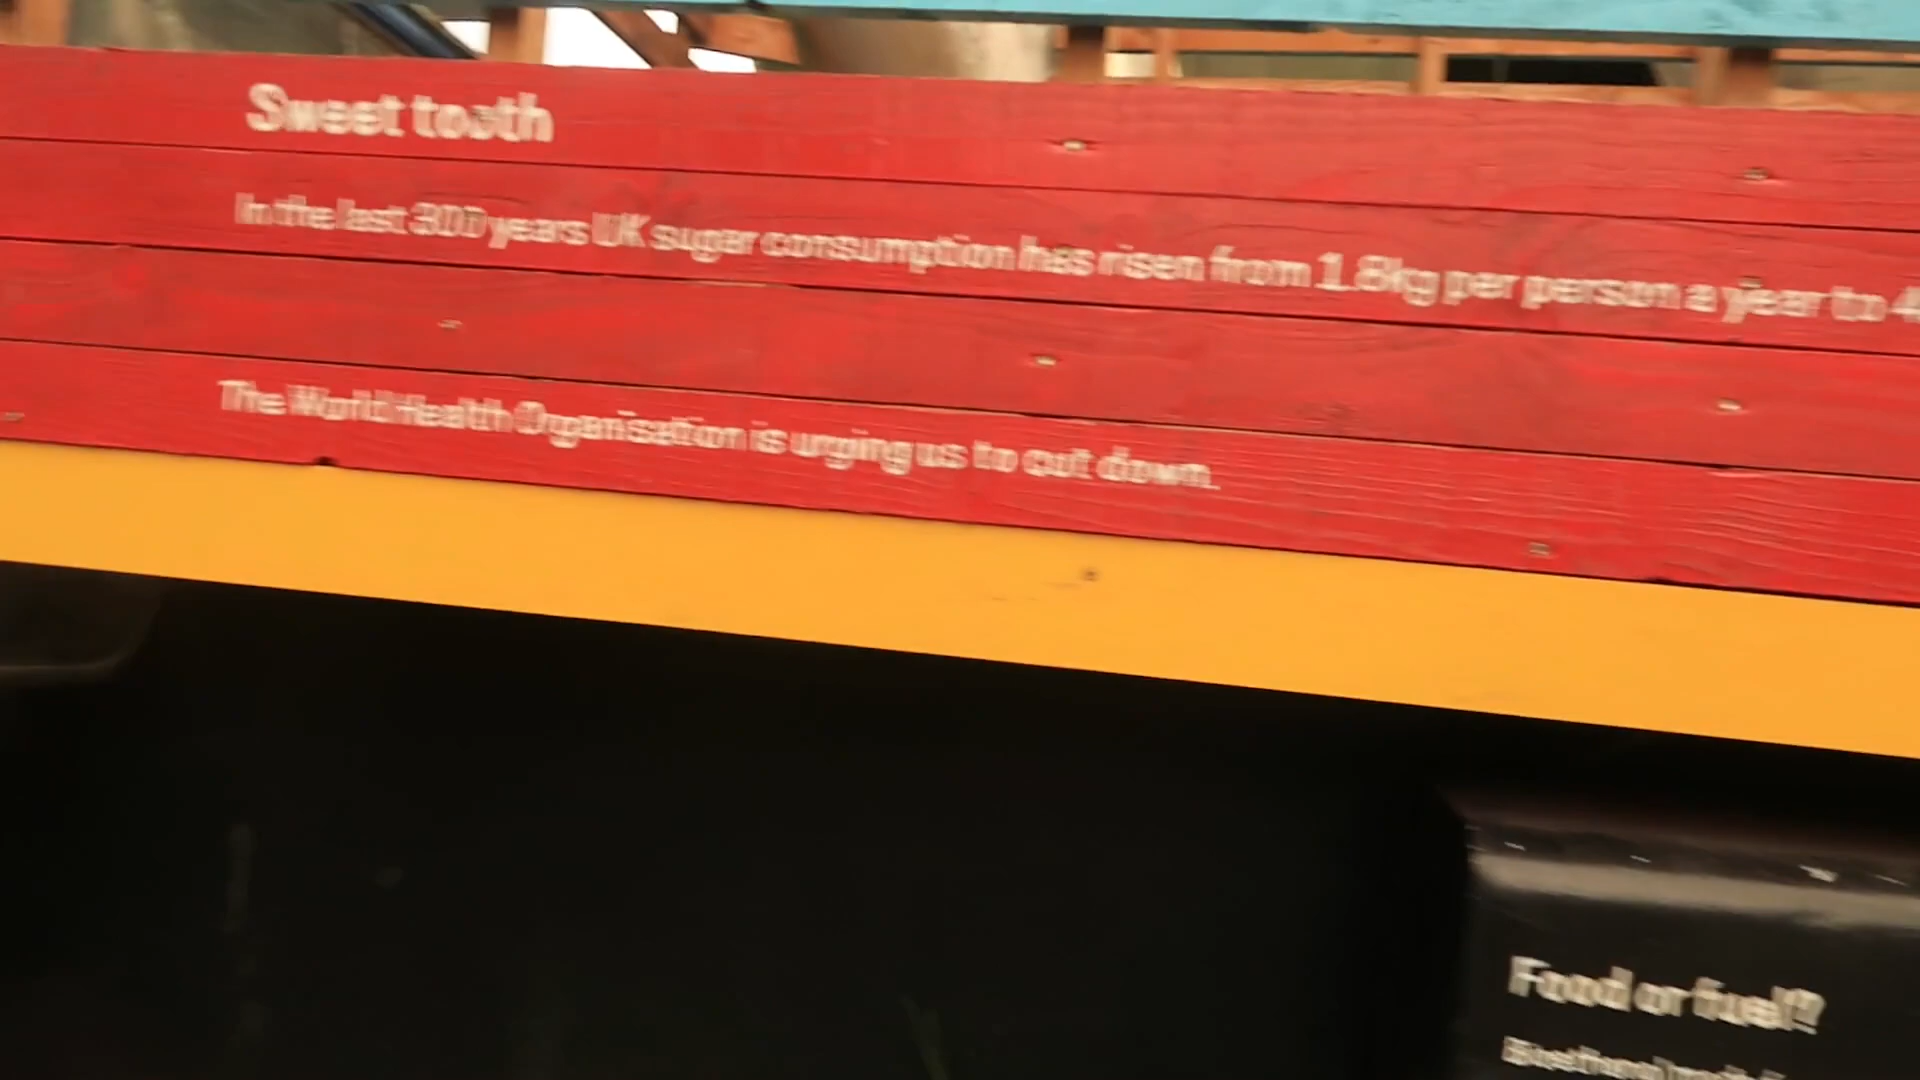 Sweet tooth
In the last 300 years UK sugar consumption has risen from 1.8kg per person a year to 4
The World Health Organisation is urging us to cut down.
Food or fuel?